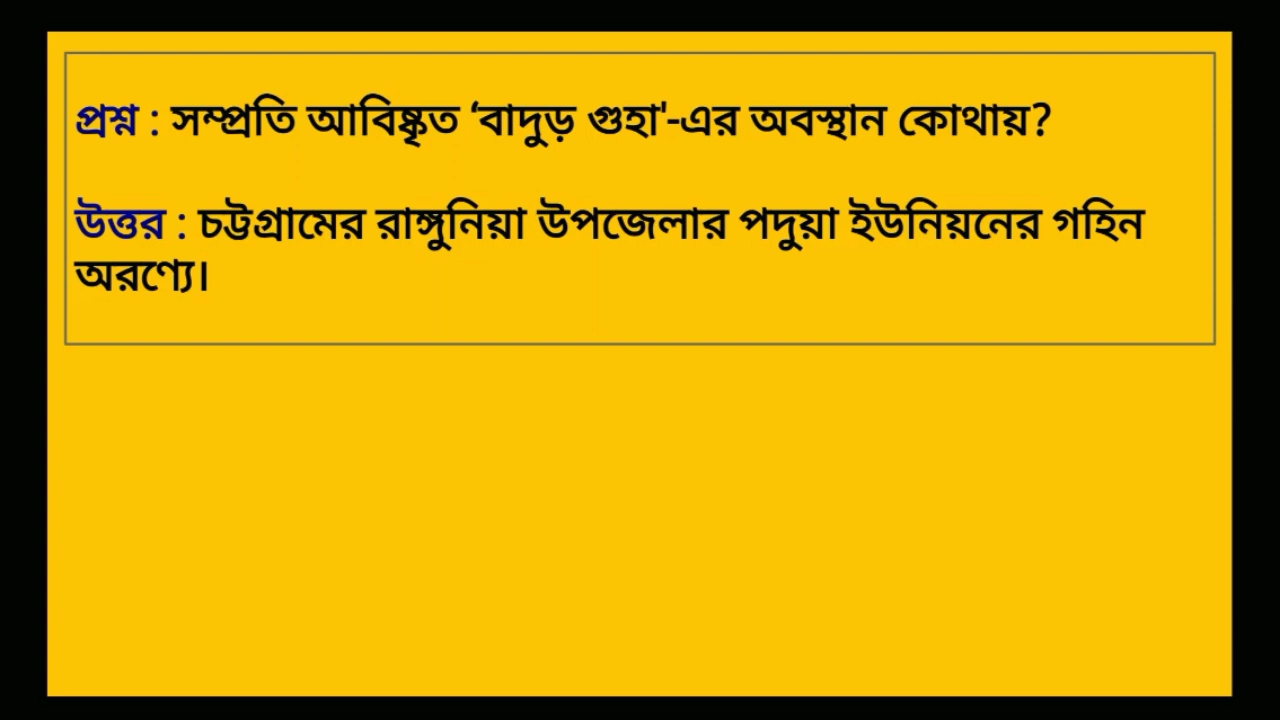 প্রশ্ন : সম্প্রতি আবিষ্কৃত ‘বাদুড় গুহা'-এর অবস্থান কোথায়?
উত্তর : চট্টগ্রামের রাঙ্গুনিয়া উপজেলার পদুয়া ইউনিয়নের গহিন
অরণ্যে।